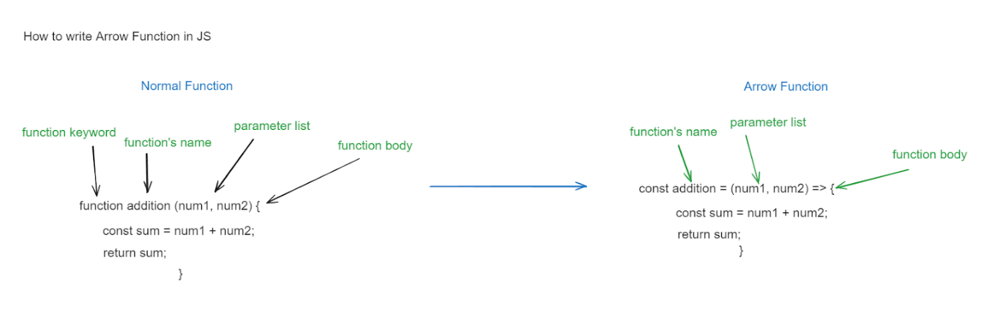 How to write Arrow Function in JS
Normal Function
function keyword
function's name
parameter list
function body
function addition (num1, num2) {
const sum = num1 + num2;
return sum;
}
Arrow Function
function's name
parameter list
function body
const addition = (num1, num2) => {
const sum = num1 + num2;
return sum;
}